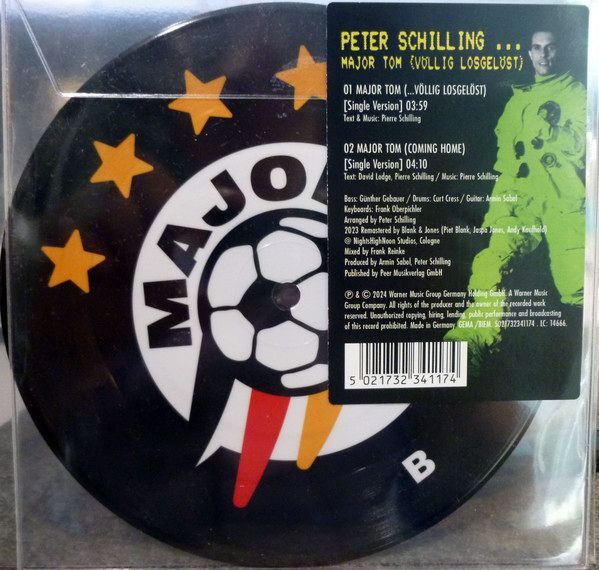 PETER SCHILLING ...
MAJOR TOM (VÖLLIG LOSGELÖST)
01 MAJOR TOM (...VÖLLIG LOSGELÖST)
[Single Version] 03:59
Text & Music: Pierre Schilling
02 MAJOR TOM (COMING HOME)
[Single Version] 04:10
Text: David Lodge, Pierre Schilling / Music: Pierre Schilling
Bass: Günther Gebauer / Drums: Curt Cress / Guitar: Armin Sabol
Keyboards: Frank Oberpichler
Arranged by Peter Schilling
2023 Remastered by Blank & Jones (Piet Blank, Jaspa Jones, Andy Kaufhold)
@ NightsHighNoon Studios, Cologne
Mixed by Frank Reinke
Produced by Armin Sabol, Peter Schilling
Published by Peer Musikverlag GmbH
℗ & © 2024 Warner Music Group Germany Holding GmbH. A Warner Music
Group Company. All rights of the producer and the owner of the recorded work
reserved. Unauthorized copying, hiring, lending, public performance and broadcasting
of this record prohibited. Made in Germany. GEMA /BIEM. 5021732341174 . LC: 14666.
5 021732 341174
MAJO
B